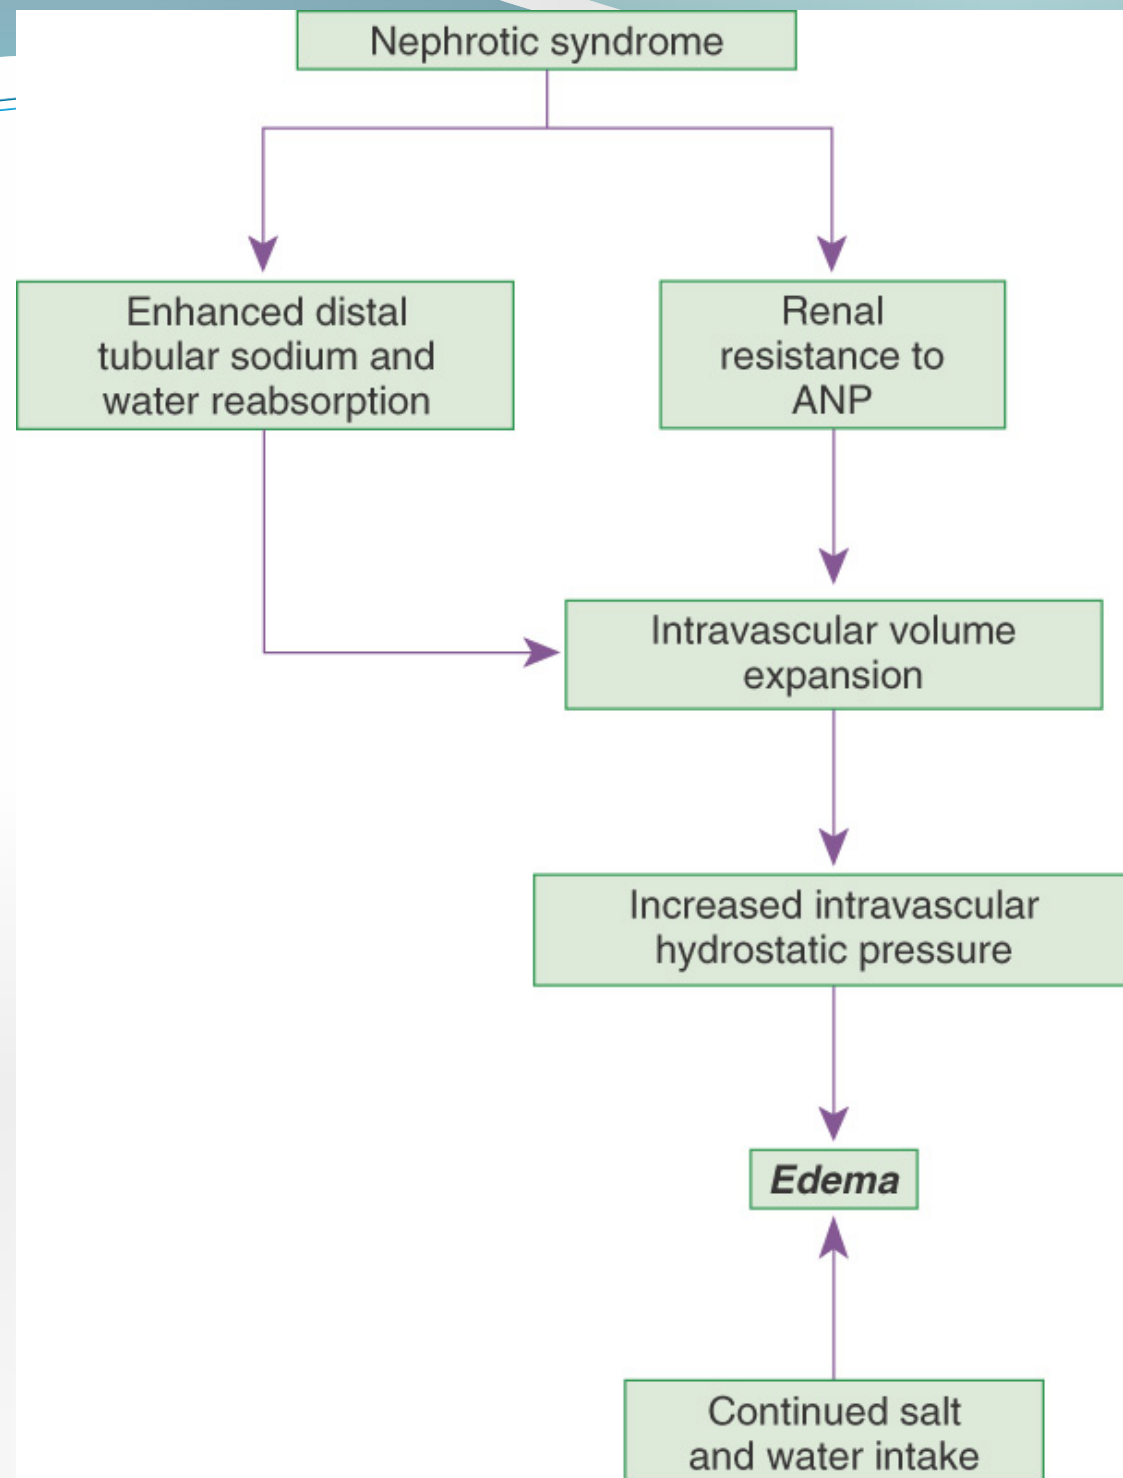 Nephrotic syndrome
Enhanced distal
tubular sodium and
water reabsorption
Renal
resistance to
ANP
Intravascular volume
expansion
Increased intravascular
hydrostatic pressure
Edema
Continued salt
and water intake